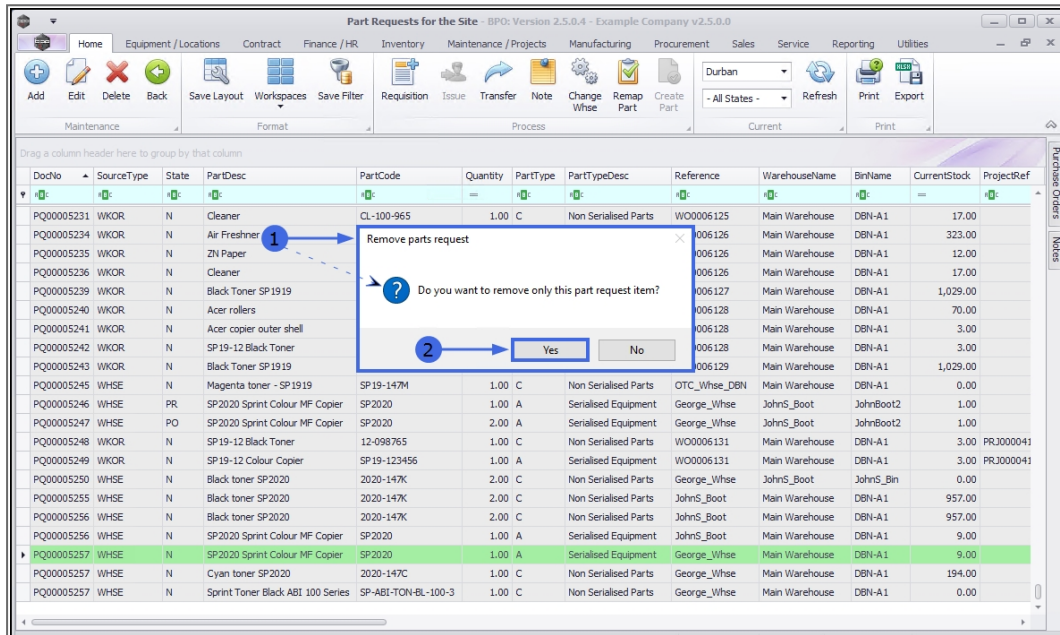 Part Requests for the Site - BPO: Version 2.5.0.4 - Example Company v2.5.0.0
Home Equipment / Locations Contract Finance / HR Inventory Maintenance / Projects Manufacturing Procurement Sales Service Reporting Utilities
Add Edit Delete Back Save Layout Workspaces Save Filter Requisition Issue Transfer Note Change Whse Remap Part Create Part Durban - All States - Refresh Print Export
Maintenance Format Process Current Print
Drag a column header here to group by that column
DocNo SourceType State PartDesc PartCode Quantity PartType PartTypeDesc Reference WarehouseName BinName CurrentStock ProjectRef
PQ00005231 WKOR N Cleaner CL-100-965 1.00 C Non Serialised Parts WO0006125 Main Warehouse DBN-A1 17.00
PQ00005234 WKOR N Air Freshner 0006126 Main Warehouse DBN-A1 323.00
PQ00005235 WKOR N ZN Paper 0006126 Main Warehouse DBN-A1 12.00
PQ00005236 WKOR N Cleaner 0006126 Main Warehouse DBN-A1 17.00
PQ00005239 WKOR N Black Toner SP1919 0006127 Main Warehouse DBN-A1 1,029.00
PQ00005240 WKOR N Acer rollers 0006128 Main Warehouse DBN-A1 70.00
PQ00005241 WKOR N Acer copier outer shell 0006128 Main Warehouse DBN-A1 3.00
PQ00005242 WKOR N SP19-12 Black Toner 0006128 Main Warehouse DBN-A1 3.00
PQ00005243 WKOR N Black Toner SP1919 0006129 Main Warehouse DBN-A1 1,029.00
PQ00005245 WHSE N Magenta toner - SP1919 SP19-147M 1.00 C Non Serialised Parts OTC_Whse_DBN Main Warehouse DBN-A1 0.00
PQ00005246 WHSE PR SP2020 Sprint Colour MF Copier SP2020 1.00 A Serialised Equipment George_Whse JohnS_Boot JohnBoot2 1.00
PQ00005247 WHSE PO SP2020 Sprint Colour MF Copier SP2020 2.00 A Serialised Equipment George_Whse JohnS_Boot JohnBoot2 1.00
PQ00005248 WKOR N SP19-12 Black Toner 12-098765 1.00 C Non Serialised Parts WO0006131 Main Warehouse DBN-A1 3.00 PRJ000041
PQ00005249 WKOR N SP19-12 Colour Copier SP19-123456 1.00 A Serialised Equipment WO0006131 Main Warehouse DBN-A1 3.00 PRJ000041
PQ00005250 WHSE N Black toner SP2020 2020-147K 2.00 C Non Serialised Parts George_Whse JohnS_Boot JohnS_Bin 0.00
PQ00005255 WHSE N Black toner SP2020 2020-147K 2.00 C Non Serialised Parts JohnS_Boot Main Warehouse DBN-A1 957.00
PQ00005256 WHSE N Black toner SP2020 2020-147K 2.00 C Non Serialised Parts JohnS_Boot Main Warehouse DBN-A1 957.00
PQ00005256 WHSE N SP2020 Sprint Colour MF Copier SP2020 1.00 A Serialised Equipment JohnS_Boot Main Warehouse DBN-A1 9.00
PQ00005257 WHSE N SP2020 Sprint Colour MF Copier SP2020 1.00 A Serialised Equipment George_Whse Main Warehouse DBN-A1 9.00
PQ00005257 WHSE N Cyan toner SP2020 2020-147C 1.00 C Non Serialised Parts George_Whse Main Warehouse DBN-A1 194.00
PQ00005257 WHSE N Sprint Toner Black ABI 100 Series SP-ABI-TON-BL-100-3 1.00 C Non Serialised Parts George_Whse Main Warehouse DBN-A1 0.00
1
Remove parts request
Do you want to remove only this part request item?
2
Yes No
Purchase Orders
Notes